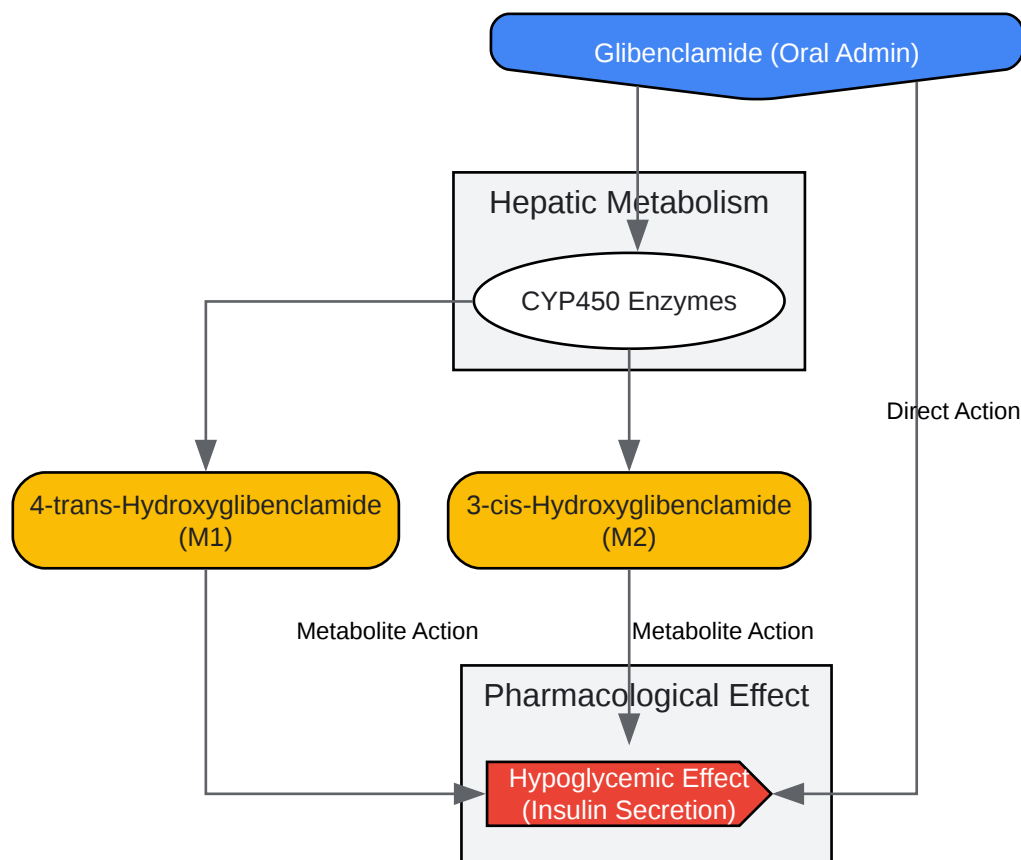 Glibenclamide (Oral Admin)
Hepatic Metabolism
CYP450 Enzymes
Direct Action
4-trans-Hydroxyglibenclamide
(M1)
3-cis-Hydroxyglibenclamide
(M2)
Metabolite Action
Metabolite Action
Pharmacological Effect
Hypoglycemic Effect
(Insulin Secretion)